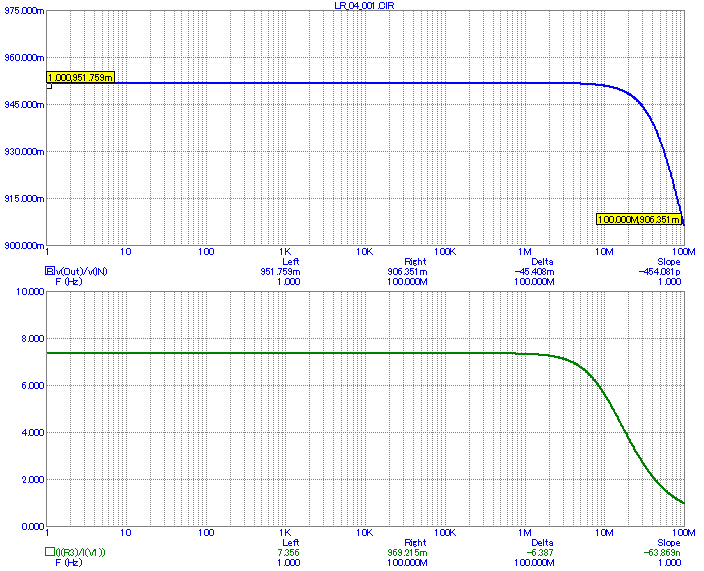 LR_04_001.CIR
975.000m
960.000m
1.000,951.759m
945.000m
930.000m
915.000m
100.000M,906.351m
900.000m
1 10 100 1K 10K 100K 1M 10M 100M
Left Right Delta Slope
v(Out)/v(IN) 951.759m 906.351m -45.408m -454.081p
F (Hz) 1.000 100.000M 100.000M 1.000
10.000
8.000
6.000
4.000
2.000
0.000
1 10 100 1K 10K 100K 1M 10M 100M
Left Right Delta Slope
(I(R3)/I(V1)) 7.356 969.215m -6.387 -63.869n
F (Hz) 1.000 100.000M 100.000M 1.000